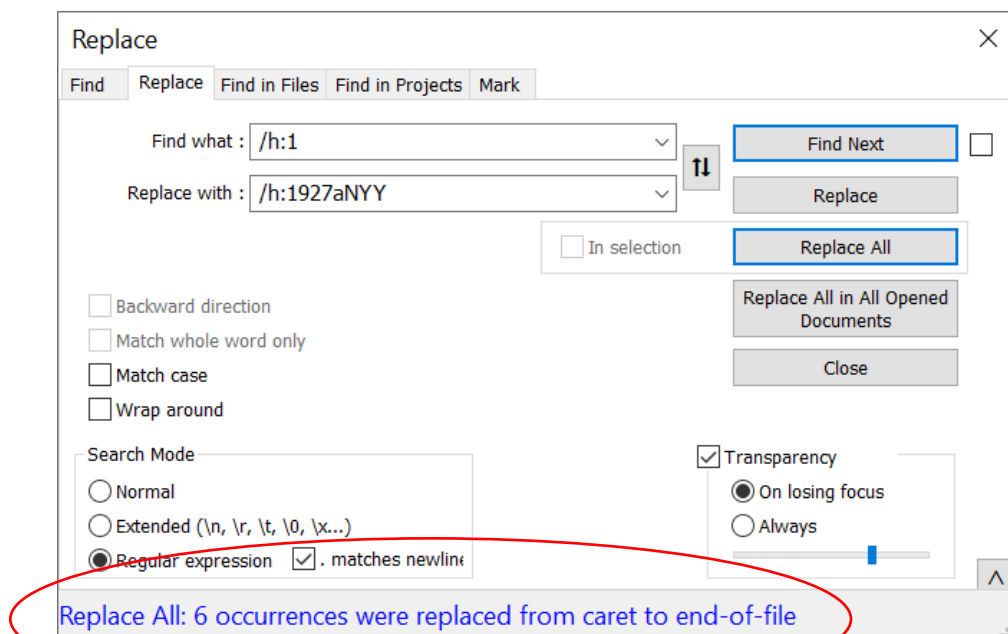 Replace
Find Replace Find in Files Find in Projects Mark
Find what : /h:1 Find Next
Replace with : /h:1927aNYY Replace
In selection Replace All
Backward direction
Replace All in All Opened
Documents
Match whole word only
Match case
Close
Wrap around
Search Mode
Transparency
Normal
On losing focus
Extended (\n, \r, \t, \0, \x...)
Always
Regular expression . matches newline
Replace All: 6 occurrences were replaced from caret to end-of-file